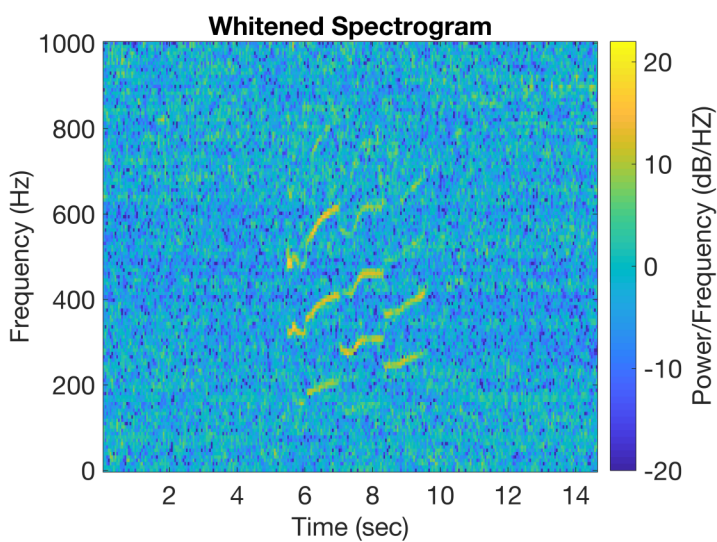 Whitened Spectrogram
1000
800
600
400
200
0
Frequency (Hz)
2 4 6 8 10 12 14
Time (sec)
20
10
0
-10
-20
Power/Frequency (dB/HZ)